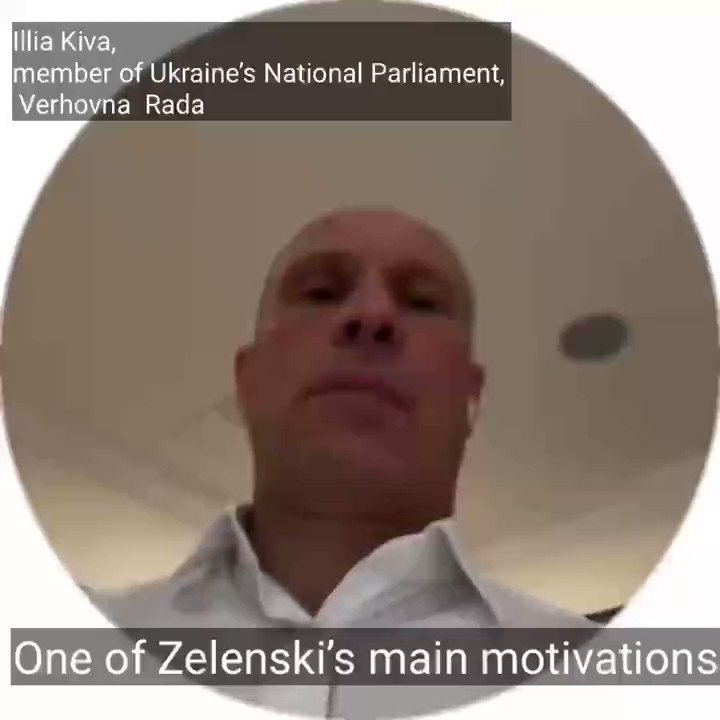 Illia Kiva,
member of Ukraine’s National Parliament,
Verhovna Rada
One of Zelenski’s main motivations